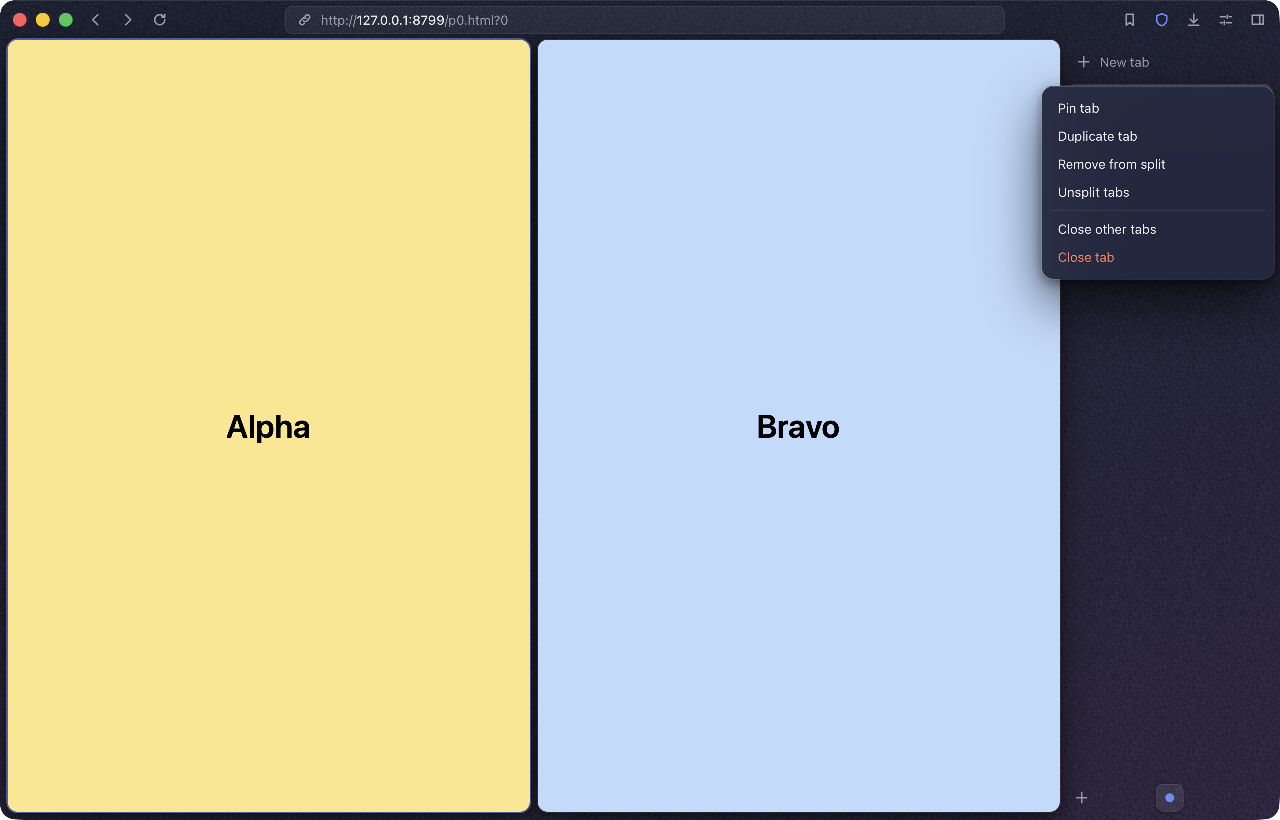 http://127.0.0.1:8799/p0.html?0
New tab
Pin tab
Duplicate tab
Remove from split
Unsplit tabs
Close other tabs
Close tab
Alpha
Bravo